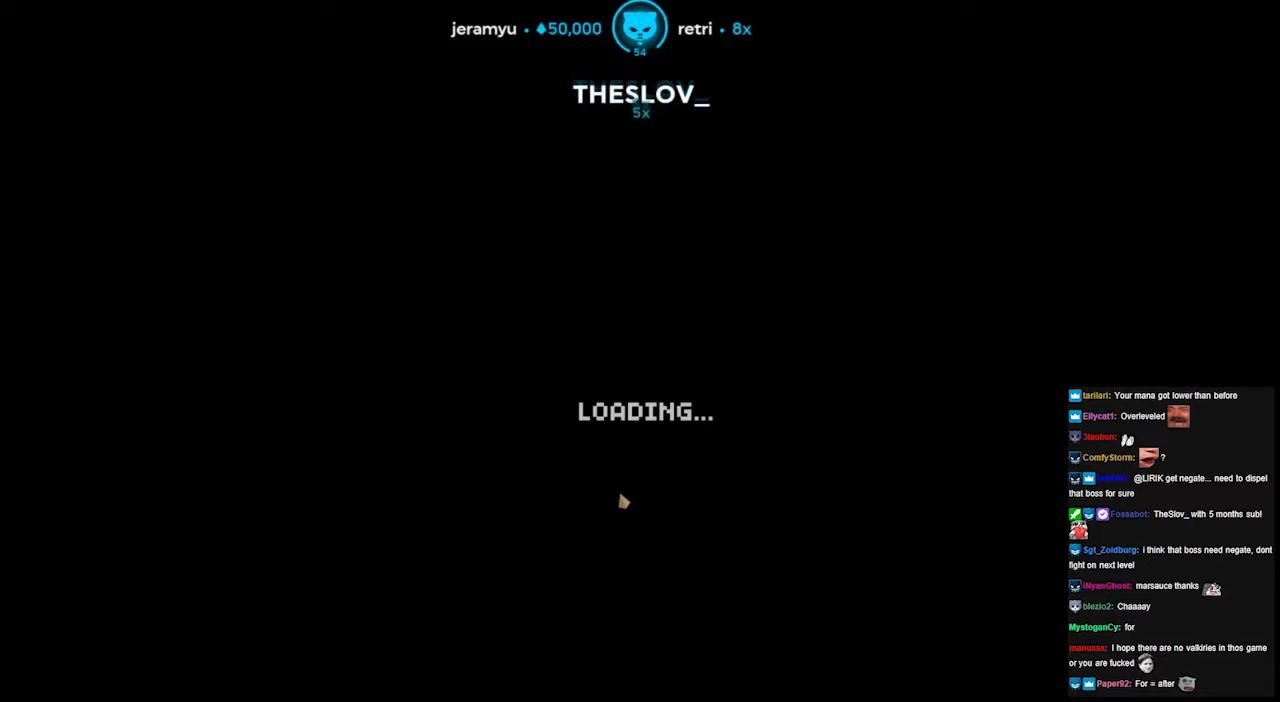 jeramyu • 50,000
54
retri • 8x
THESLOV_
5x
LOADING...
tarilari: Your mana got lower than before
Ellycat1: Overleveled
3lauben:
ComfyStorm: ?
@LIRIK get negate... need to dispel
that boss for sure
Fossabot: TheSlov_ with 5 months sub!
Sgt_Zoidburg: i think that boss need negate, dont
fight on next level
iNyanGhost: marsauce thanks
blezio2: Chaaaay
MystoganCy: for
manuxsx: I hope there are no valkiries in thos game
or you are fucked
Paper92: For = after